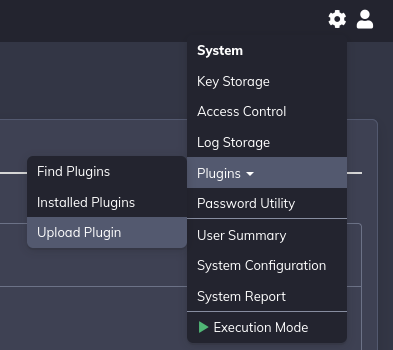 System
Key Storage
Access Control
Log Storage
Plugins
Find Plugins
Installed Plugins
Upload Plugin
Password Utility
User Summary
System Configuration
System Report
Execution Mode